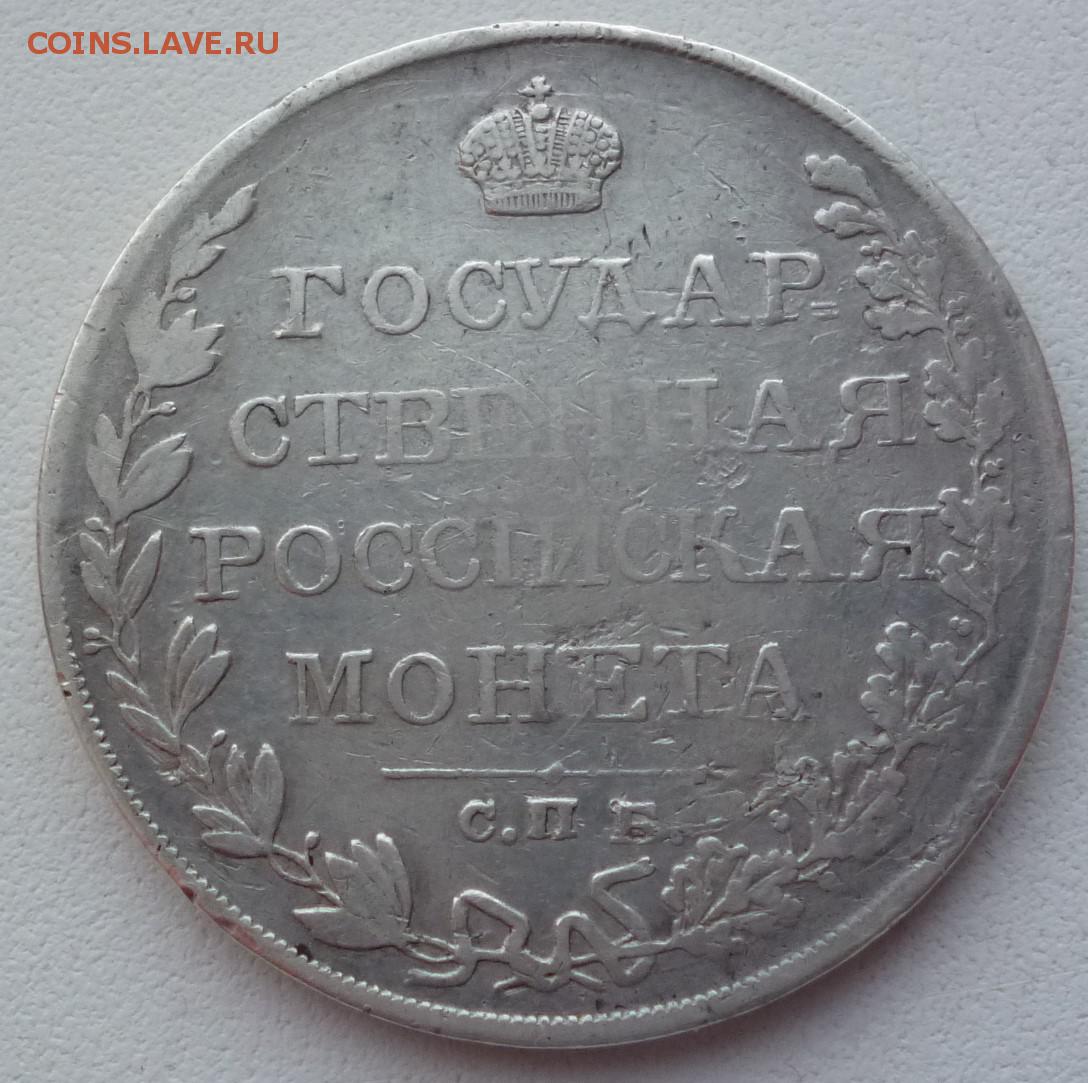 COINS.LAVE.RU
ГОСУДАР=
СТВЕННАЯ
РОССІЙСКАЯ
МОНЕТА
С.П Б.